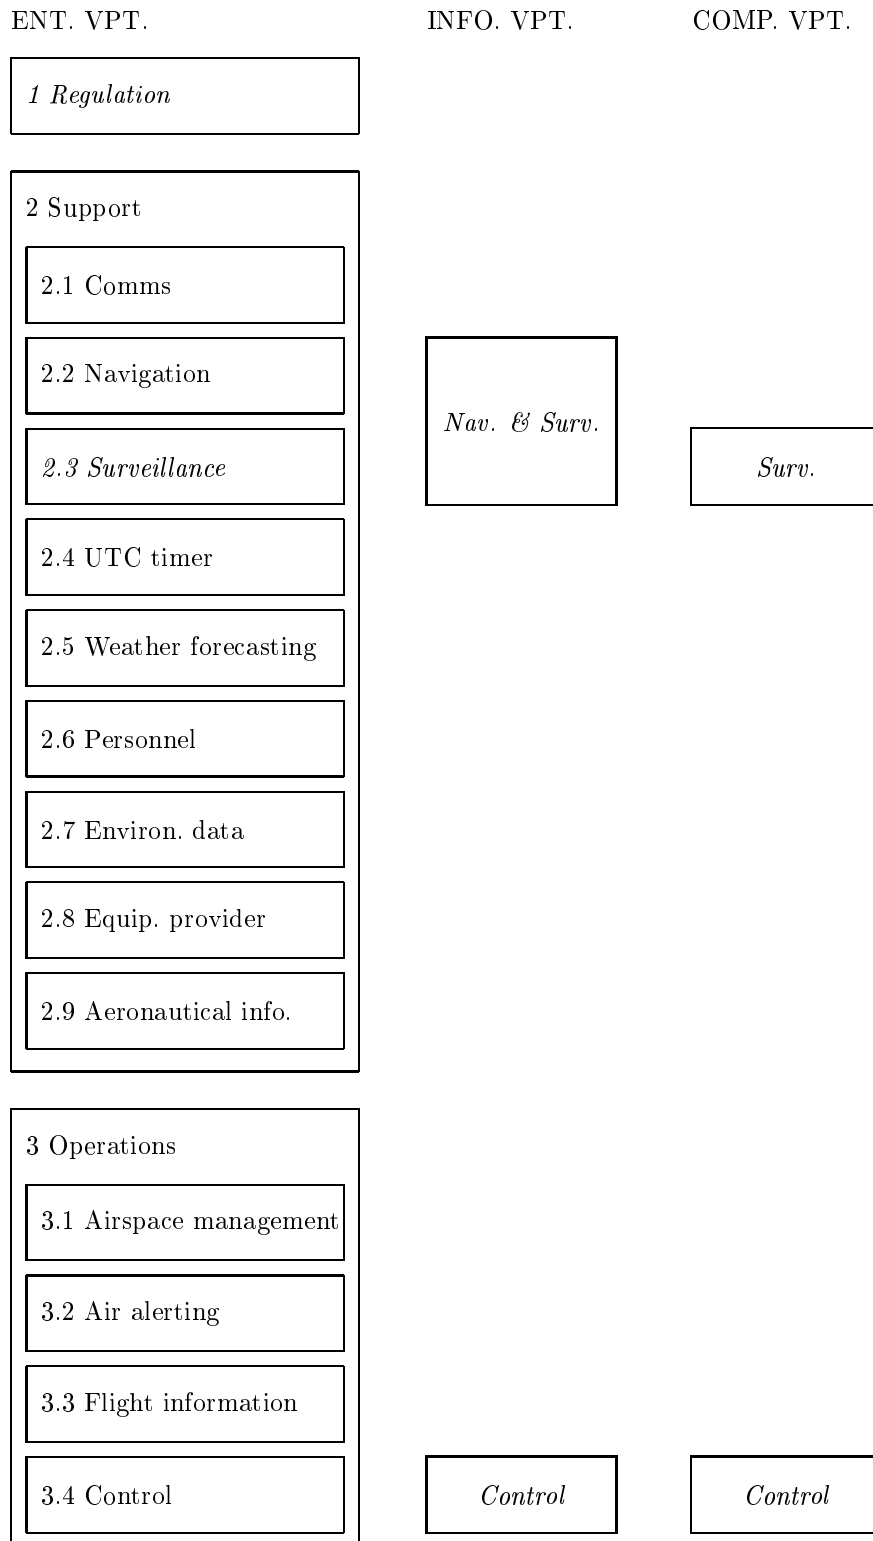 ENT. VPT. INFO. VPT. COMP. VPT.
1 Regulation
2 Support
2.1 Comms
2.2 Navigation
Nav. & Surv.
2.3 Surveillance Surv.
2.4 UTC timer
2.5 Weather forecasting
2.6 Personnel
2.7 Environ. data
2.8 Equip. provider
2.9 Aeronautical info.
3 Operations
3.1 Airspace management
3.2 Air alerting
3.3 Flight information
3.4 Control Control Control